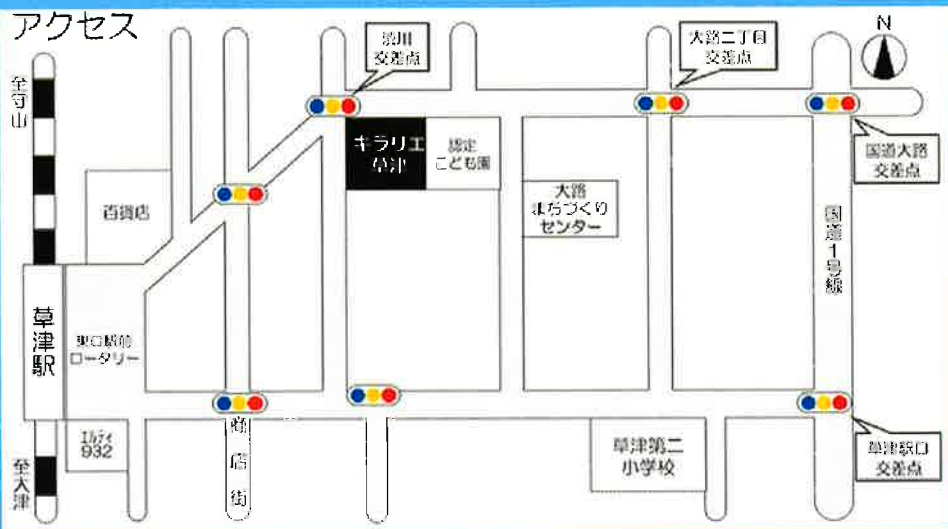 アクセス
N
至守山
渋川
交差点
大路二丁目
交差点
キラリエ
草津
認定
こども園
国道大路
交差点
百貨店
大路
まちづくり
センター
国道1号線
草津駅
東口駅前
ロータリー
エルティ
932
商店街
草津第二
小学校
草津駅口
交差点
至大津